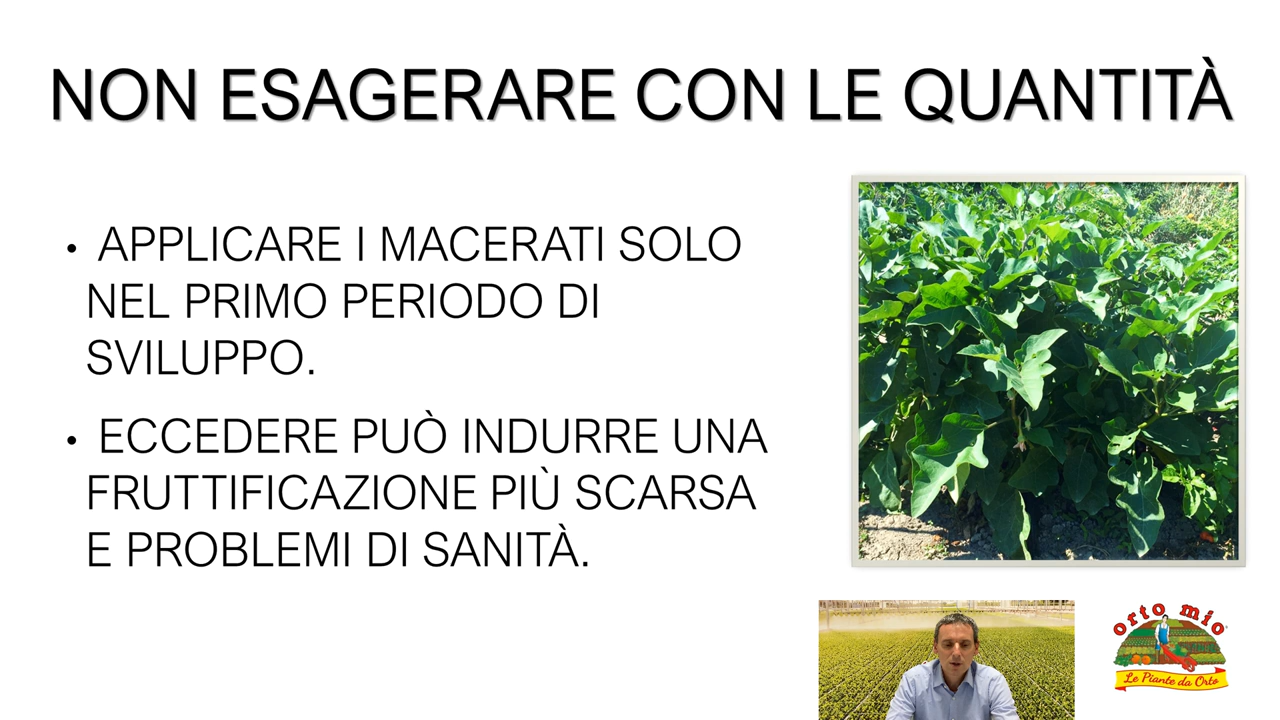 NON ESAGERARE CON LE QUANTITÀ
• APPLICARE I MACERATI SOLO
NEL PRIMO PERIODO DI
SVILUPPO.
• ECCEDERE PUÒ INDURRE UNA
FRUTTIFICAZIONE PIÙ SCARSA
E PROBLEMI DI SANITÀ.
orto mio
Le Piante da Orto